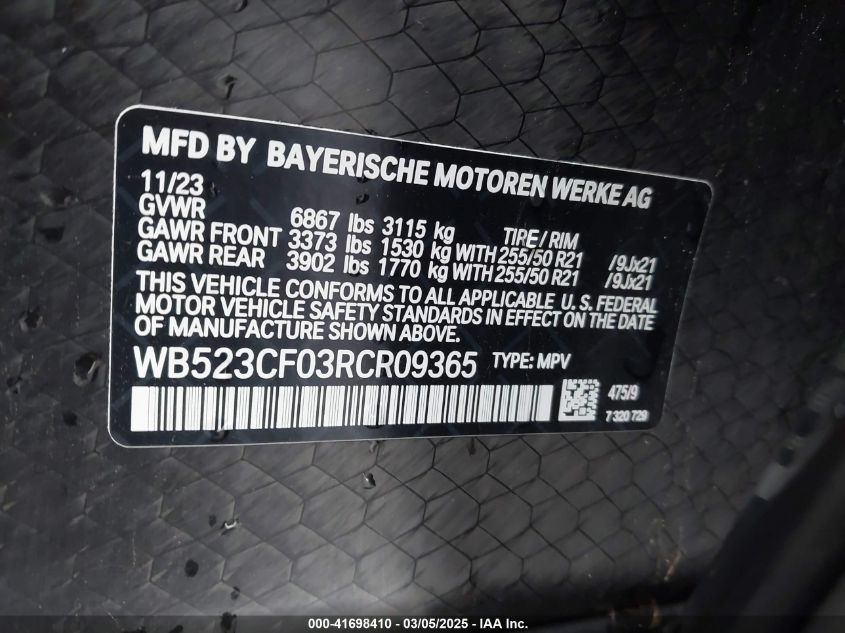 MFD BY BAYERISCHE MOTOREN WERKE AG
11/23
GVWR 6867 lbs 3115 kg TIRE / RIM
GAWR FRONT 3373 lbs 1530 kg WITH 255/50 R21 /9Jx21
GAWR REAR 3902 lbs 1770 kg WITH 255/50 R21 /9Jx21
THIS VEHICLE CONFORMS TO ALL APPLICABLE U. S. FEDERAL
MOTOR VEHICLE SAFETY STANDARDS IN EFFECT ON THE DATE
OF MANUFACTURE SHOWN ABOVE.
WB523CF03RCR09365 TYPE: MPV
475/9
7 320 729
000-41698410 - 03/05/2025 - IAA Inc.